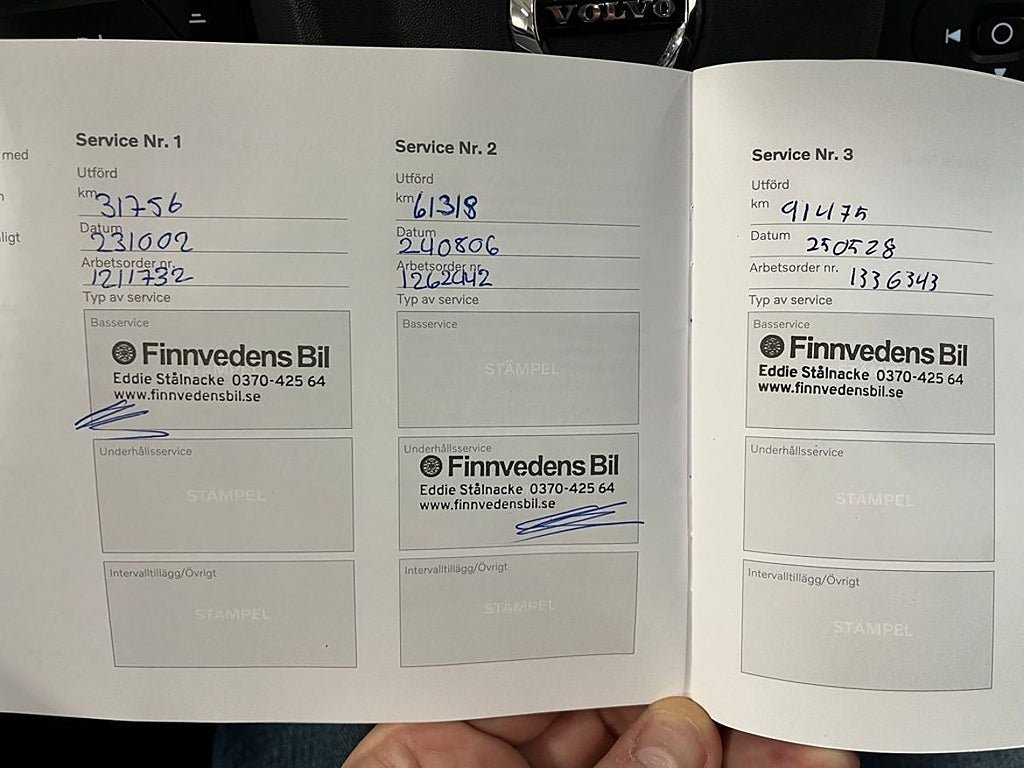 VOLVO
med
ligt
Service Nr. 1
Utförd
km 31756
Datum 231002
Arbetsorder nr. 1211732
Typ av service
Basservice
Finnvedens Bil
Eddie Stålnacke 0370-425 64
www.finnvedensbil.se
Underhållsservice
STÄMPEL
Intervalltillägg/Övrigt
STÄMPEL
Service Nr. 2
Utförd
km 61318
Datum 240806
Arbetsorder nr.
Typ av service
Basservice
STÄMPEL
Underhållsservice
Finnvedens Bil
Eddie Stålnacke 0370-425 64
www.finnvedensbil.se
Intervalltillägg/Övrigt
STÄMPEL
Service Nr. 3
Utförd
km 91475
Datum 250528
Arbetsorder nr. 1336343
Typ av service
Basservice
Finnvedens Bil
Eddie Stålnacke 0370-425 64
www.finnvedensbil.se
Underhållsservice
STÄMPEL
Intervalltillägg/Övrigt
STÄMPEL